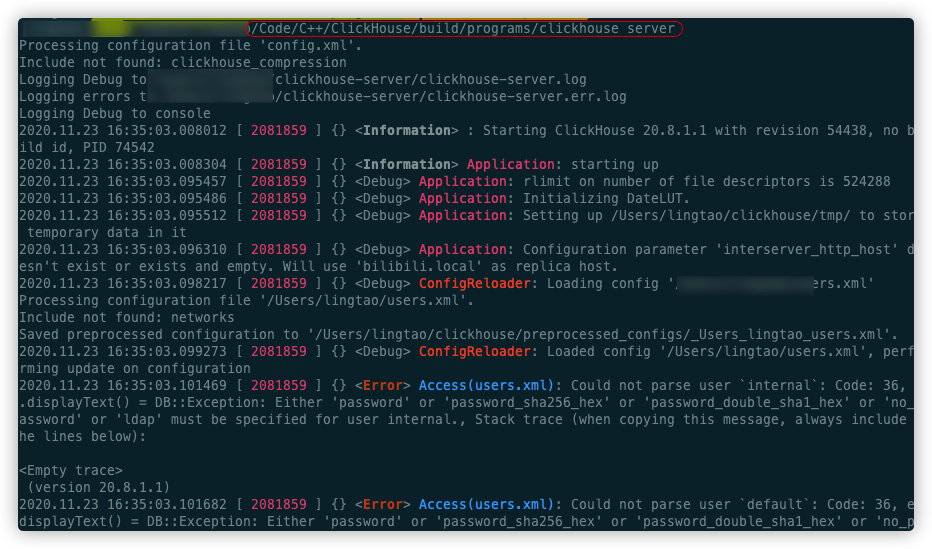 /Code/C++/ClickHouse/build/programs/clickhouse server
Processing configuration file 'config.xml'.
Include not found: clickhouse_compression
Logging Debug to /clickhouse-server/clickhouse-server.log
Logging errors t /clickhouse-server/clickhouse-server.err.log
Logging Debug to console
2020.11.23 16:35:03.008012 [ 2081859 ] {} <Information> : Starting ClickHouse 20.8.1.1 with revision 54438, no b
ild id, PID 74542
2020.11.23 16:35:03.008304 [ 2081859 ] {} <Information> Application: starting up
2020.11.23 16:35:03.095457 [ 2081859 ] {} <Debug> Application: rlimit on number of file descriptors is 524288
2020.11.23 16:35:03.095486 [ 2081859 ] {} <Debug> Application: Initializing DateLUT.
2020.11.23 16:35:03.095512 [ 2081859 ] {} <Debug> Application: Setting up /Users/lingtao/clickhouse/tmp/ to stor
 temporary data in it
2020.11.23 16:35:03.096310 [ 2081859 ] {} <Debug> Application: Configuration parameter 'interserver_http_host' d
esn't exist or exists and empty. Will use 'bilibili.local' as replica host.
2020.11.23 16:35:03.098217 [ 2081859 ] {} <Debug> ConfigReloader: Loading config '/ ers.xml'
Processing configuration file '/Users/lingtao/users.xml'.
Include not found: networks
Saved preprocessed configuration to '/Users/lingtao/clickhouse/preprocessed_configs/_Users_lingtao_users.xml'.
2020.11.23 16:35:03.099273 [ 2081859 ] {} <Debug> ConfigReloader: Loaded config '/Users/lingtao/users.xml', perf
rming update on configuration
2020.11.23 16:35:03.101469 [ 2081859 ] {} <Error> Access(users.xml): Could not parse user `internal`: Code: 36,
.displayText() = DB::Exception: Either 'password' or 'password_sha256_hex' or 'password_double_sha1_hex' or 'no_
assword' or 'ldap' must be specified for user internal., Stack trace (when copying this message, always include
he lines below):
<Empty trace>
 (version 20.8.1.1)
2020.11.23 16:35:03.101682 [ 2081859 ] {} <Error> Access(users.xml): Could not parse user `default`: Code: 36, e
displayText() = DB::Exception: Either 'password' or 'password_sha256_hex' or 'password_double_sha1_hex' or 'no_p